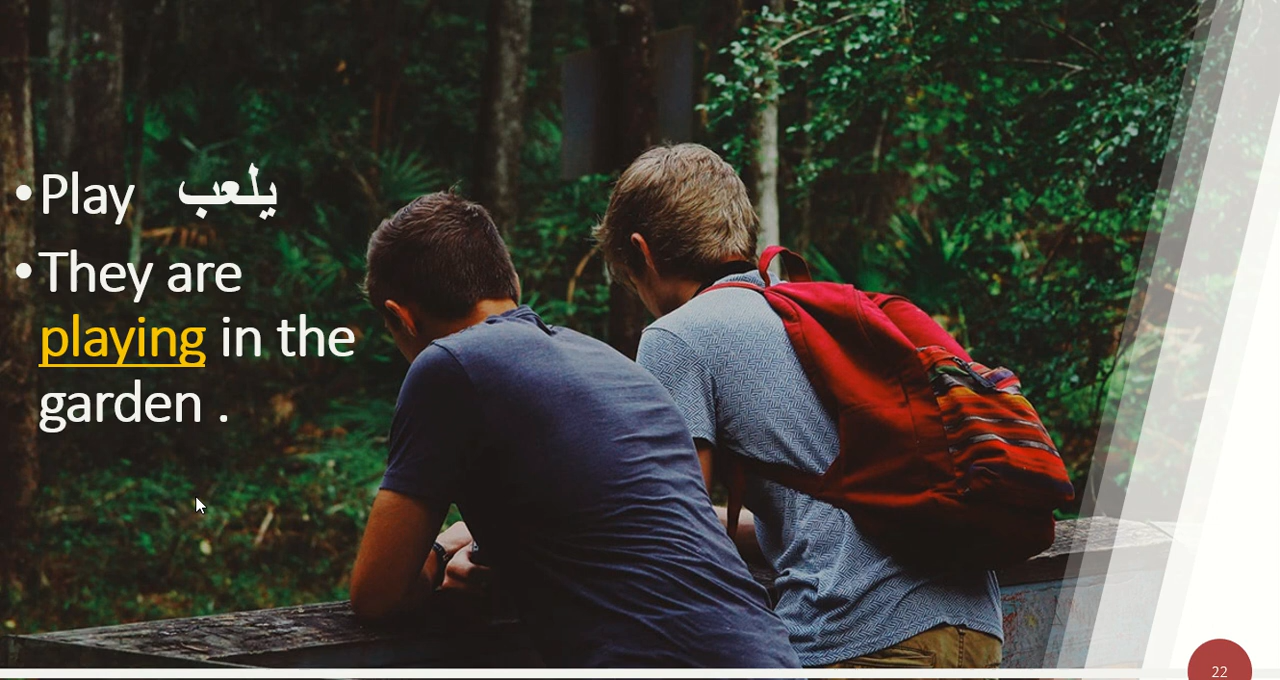 • Play يلعب
• They are
playing in the
garden .
22